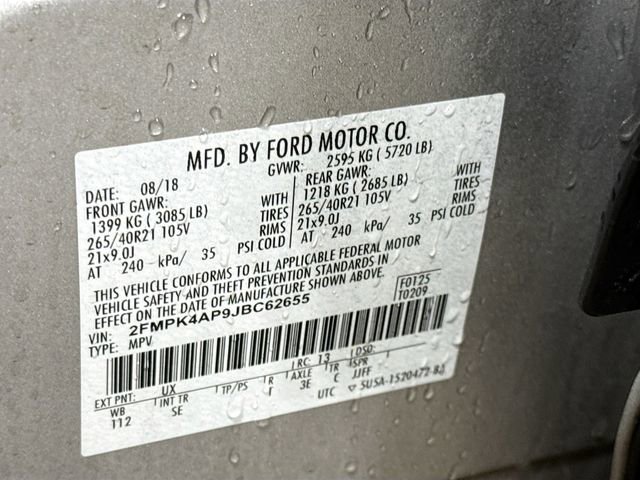 MFD. BY FORD MOTOR CO.
DATE: 08/18 GVWR: 2595 KG ( 5720 LB)
FRONT GAWR: REAR GAWR:
1399 KG ( 3085 LB) WITH 1218 KG ( 2685 LB) WITH
265/40R21 105V TIRES 265/40R21 105V TIRES
21x9.0J RIMS 21x9.0J RIMS
AT 240 kPa/ 35 PSI COLD AT 240 kPa/ 35 PSI COLD
THIS VEHICLE CONFORMS TO ALL APPLICABLE FEDERAL MOTOR
VEHICLE SAFETY AND THEFT PREVENTION STANDARDS IN
EFFECT ON THE DATE OF MANUFACTURE SHOWN ABOVE.
VIN: 2FMPK4AP9JBC62655 F0125
TYPE: MPV T0209
EXT PNT: UX RC: 13 DSO:
WB INT TR TP/PS R AXLE TR SPR
112 SE 3E C JJFF
UTC